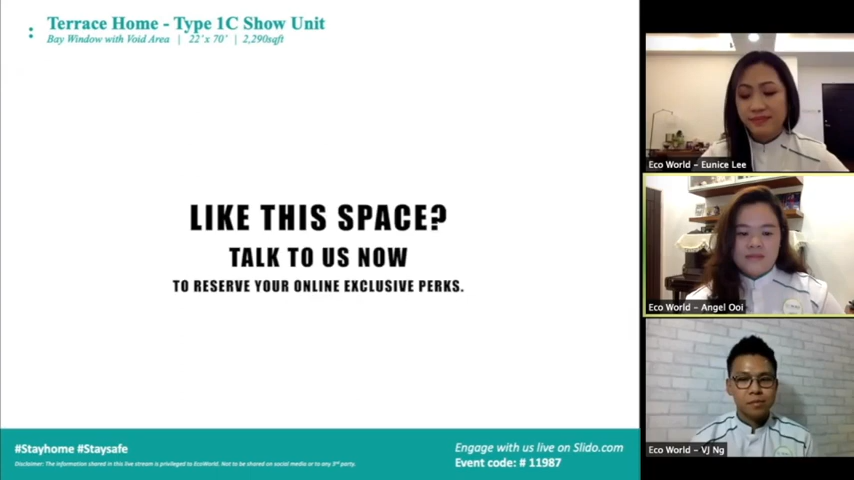 :
Terrace Home - Type 1C Show Unit
Bay Window with Void Area | 22'x 70' | 2,290sqft
LIKE THIS SPACE?
TALK TO US NOW
TO RESERVE YOUR ONLINE EXCLUSIVE PERKS.
#Stayhome #Staysafe
Disclaimer: The information shared in this live stream is privileged to EcoWorld. Not to be shared on social media or to any 3rd party.
Engage with us live on Slido.com
Event code: # 11987
Eco World – Eunice Lee
Eco World – Angel Ooi
Eco World – VJ Ng